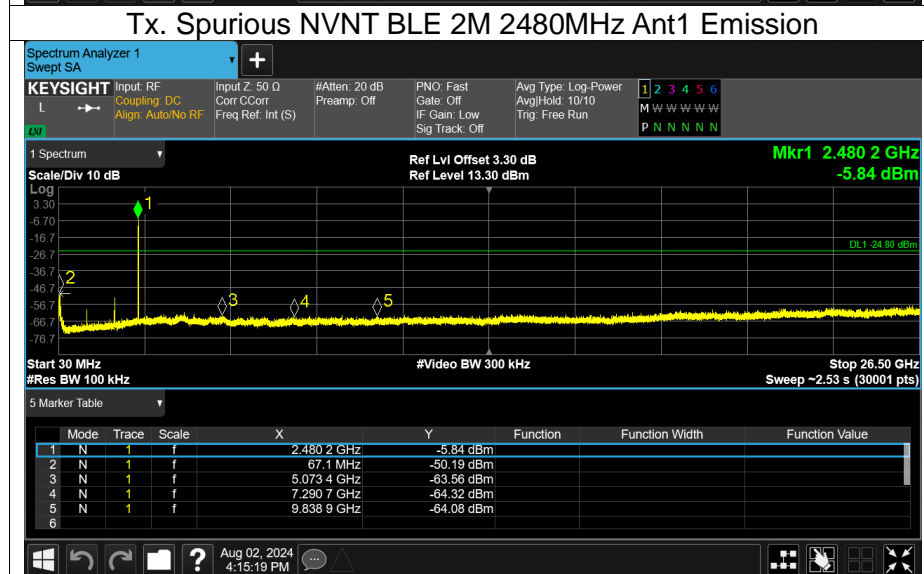 Tx. Spurious NVNT BLE 2M 2480MHz Ant1 Emission
Spectrum Analyzer 1
Swept SA
+
KEYSIGHT
L
LXI
Input: RF
Coupling: DC
Align: Auto/No RF
Input Z: 50 Ω
Corr CCorr
Freq Ref: Int (S)
#Atten: 20 dB
Preamp: Off
PNO: Fast
Gate: Off
IF Gain: Low
Sig Track: Off
Avg Type: Log-Power
Avg|Hold: 10/10
Trig: Free Run
1 2 3 4 5 6
M W W W W W
P N N N N N
1 Spectrum
Scale/Div 10 dB
Ref Lvl Offset 3.30 dB
Ref Level 13.30 dBm
Mkr1 2.480 2 GHz
-5.84 dBm
Log
3.30
-6.70
-16.7
-26.7
-36.7
-46.7
-56.7
-66.7
-76.7
1
2
3
4
5
DL1 -24.80 dBm
Start 30 MHz
#Video BW 300 kHz
Stop 26.50 GHz
#Res BW 100 kHz
Sweep ~2.53 s (30001 pts)
5 Marker Table
Mode Trace Scale X Y Function Function Width Function Value
1 N 1 f 2.480 2 GHz -5.84 dBm
2 N 1 f 67.1 MHz -50.19 dBm
3 N 1 f 5.073 4 GHz -63.56 dBm
4 N 1 f 7.290 7 GHz -64.32 dBm
5 N 1 f 9.838 9 GHz -64.08 dBm
6
?
Aug 02, 2024
4:15:19 PM